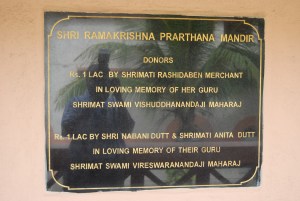 SHRI RAMAKRISHNA PRARTHANA MANDIR
DONORS
Rs. 1 LAC BY SHRIMATI RASHIDABEN MERCHANT
IN LOVING MEMORY OF HER GURU
SHRIMAT SWAMI VISHUDDHANANDAJI MAHARAJ
Rs. 1 LAC BY SHRI NABANI DUTT & SHRIMATI ANITA DUTT
IN LOVING MEMORY OF THEIR GURU
SHRIMAT SWAMI VIRESWARANANDAJI MAHARAJ